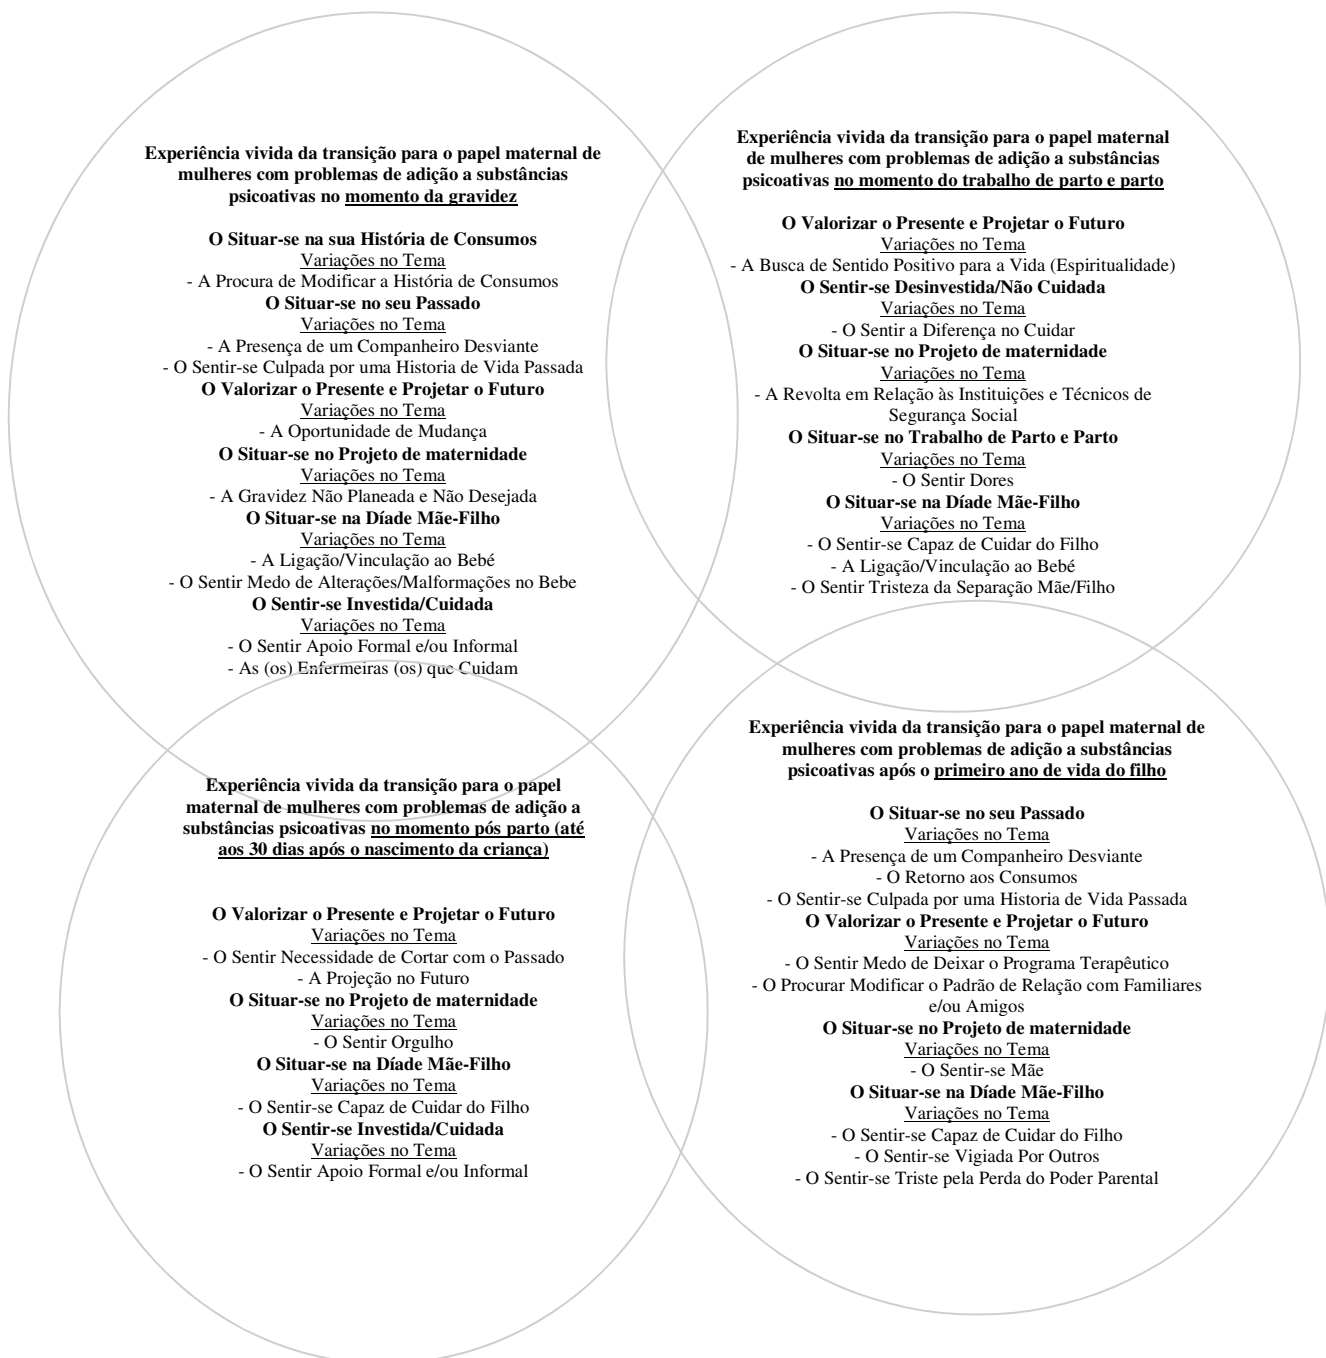 Experiência vivida da transição para o papel maternal de
mulheres com problemas de adição a substâncias
psicoativas no momento da gravidez
O Situar-se na sua História de Consumos
Variações no Tema
- A Procura de Modificar a História de Consumos
O Situar-se no seu Passado
Variações no Tema
- A Presença de um Companheiro Desviante
- O Sentir-se Culpada por uma Historia de Vida Passada
O Valorizar o Presente e Projetar o Futuro
Variações no Tema
- A Oportunidade de Mudança
O Situar-se no Projeto de maternidade
Variações no Tema
- A Gravidez Não Planeada e Não Desejada
O Situar-se na Díade Mãe-Filho
Variações no Tema
- A Ligação/Vinculação ao Bebé
- O Sentir Medo de Alterações/Malformações no Bebe
O Sentir-se Investida/Cuidada
Variações no Tema
- O Sentir Apoio Formal e/ou Informal
- As (os) Enfermeiras (os) que Cuidam
Experiência vivida da transição para o papel maternal
de mulheres com problemas de adição a substâncias
psicoativas no momento do trabalho de parto e parto
O Valorizar o Presente e Projetar o Futuro
Variações no Tema
- A Busca de Sentido Positivo para a Vida (Espiritualidade)
O Sentir-se Desinvestida/Não Cuidada
Variações no Tema
- O Sentir a Diferença no Cuidar
O Situar-se no Projeto de maternidade
Variações no Tema
- A Revolta em Relação às Instituições e Técnicos de
Segurança Social
O Situar-se no Trabalho de Parto e Parto
Variações no Tema
- O Sentir Dores
O Situar-se na Díade Mãe-Filho
Variações no Tema
- O Sentir-se Capaz de Cuidar do Filho
- A Ligação/Vinculação ao Bebé
- O Sentir Tristeza da Separação Mãe/Filho
Experiência vivida da transição para o papel
maternal de mulheres com problemas de adição a
substâncias psicoativas no momento pós parto (até
aos 30 dias após o nascimento da criança)
O Valorizar o Presente e Projetar o Futuro
Variações no Tema
- O Sentir Necessidade de Cortar com o Passado
- A Projeção no Futuro
O Situar-se no Projeto de maternidade
Variações no Tema
- O Sentir Orgulho
O Situar-se na Díade Mãe-Filho
Variações no Tema
- O Sentir-se Capaz de Cuidar do Filho
O Sentir-se Investida/Cuidada
Variações no Tema
- O Sentir Apoio Formal e/ou Informal
Experiência vivida da transição para o papel maternal de
mulheres com problemas de adição a substâncias
psicoativas após o primeiro ano de vida do filho
O Situar-se no seu Passado
Variações no Tema
- A Presença de um Companheiro Desviante
- O Retorno aos Consumos
- O Sentir-se Culpada por uma Historia de Vida Passada
O Valorizar o Presente e Projetar o Futuro
Variações no Tema
- O Sentir Medo de Deixar o Programa Terapêutico
- O Procurar Modificar o Padrão de Relação com Familiares
e/ou Amigos
O Situar-se no Projeto de maternidade
Variações no Tema
- O Sentir-se Mãe
O Situar-se na Díade Mãe-Filho
Variações no Tema
- O Sentir-se Capaz de Cuidar do Filho
- O Sentir-se Vigiada Por Outros
- O Sentir-se Triste pela Perda do Poder Parental